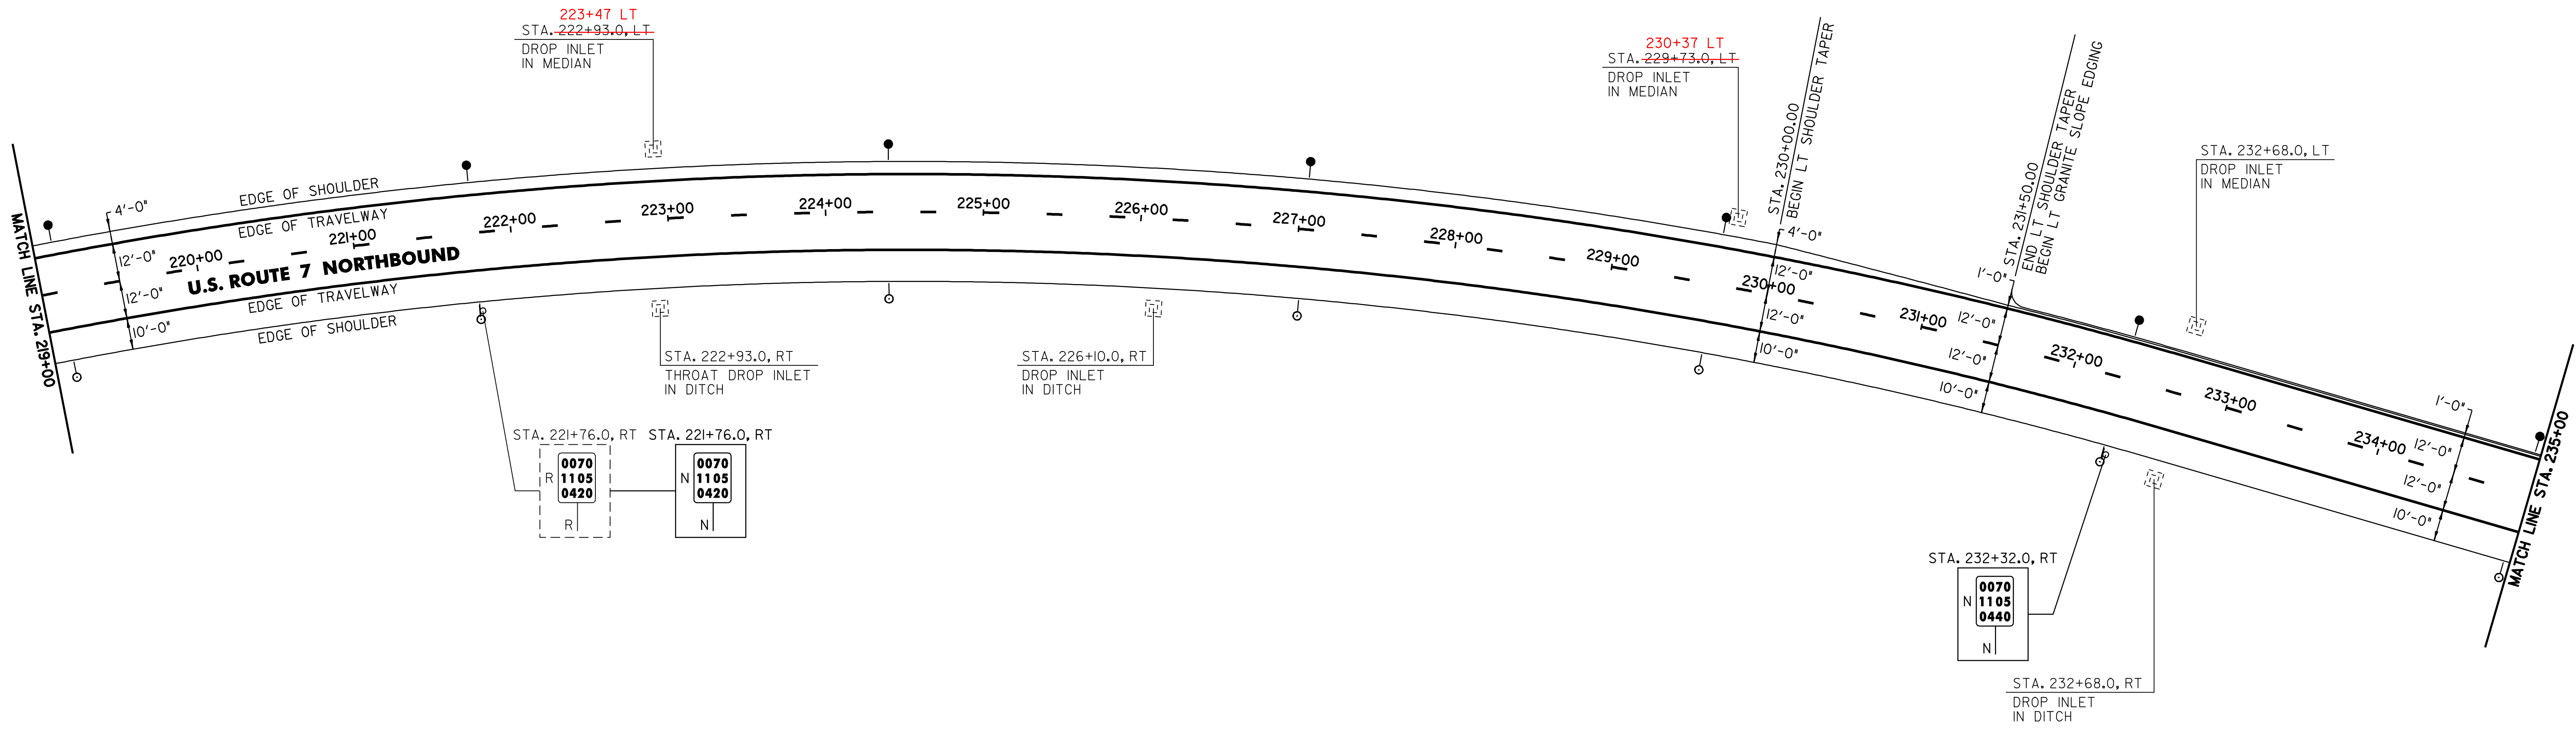 223+47 LT
STA. 222+93.0, LT
DROP INLET
IN MEDIAN
230+37 LT
STA. 229+73.0, LT
DROP INLET
IN MEDIAN
STA. 230+00.00
BEGIN LT SHOULDER TAPER
STA. 231+50.00
END LT SHOULDER TAPER
BEGIN LT GRANITE SLOPE EDGING
STA. 232+68.0, LT
DROP INLET
IN MEDIAN
MATCH LINE STA. 219+00
4'-0"
12'-0"
12'-0"
10'-0"
EDGE OF SHOULDER
EDGE OF TRAVELWAY
220+00
221+00
222+00
223+00
224+00
225+00
226+00
227+00
228+00
229+00
230+00
231+00
232+00
233+00
234+00
U.S. ROUTE 7 NORTHBOUND
EDGE OF TRAVELWAY
EDGE OF SHOULDER
4'-0"
12'-0"
12'-0"
10'-0"
1'-0"
12'-0"
12'-0"
10'-0"
1'-0"
12'-0"
12'-0"
10'-0"
MATCH LINE STA. 235+00
STA. 222+93.0, RT
THROAT DROP INLET
IN DITCH
STA. 226+10.0, RT
DROP INLET
IN DITCH
STA. 221+76.0, RT
R
0070
1105
0420
R
STA. 221+76.0, RT
N
0070
1105
0420
N
STA. 232+32.0, RT
N
0070
1105
0440
N
STA. 232+68.0, RT
DROP INLET
IN DITCH